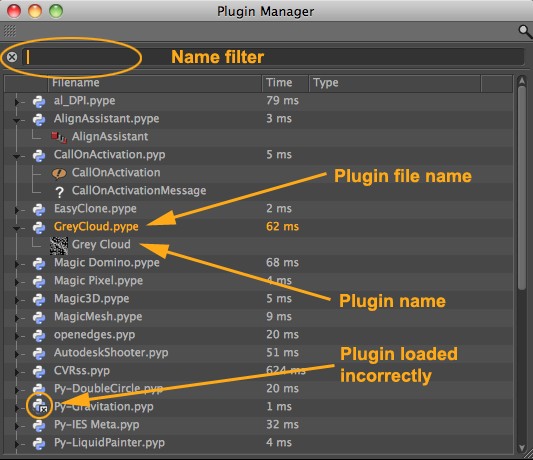 Plugin Manager
Name filter
Filename Time Type
al_DPI.pype 79 ms
AlignAssistant.pype 3 ms
AlignAssistant
CallOnActivation.pyp 5 ms
CallOnActivation
? CallOnActivationMessage
Plugin file name
EasyClone.pype 2 ms
GreyCloud.pype 62 ms
Grey Cloud
Magic Domino.pype 68 ms
Magic Pixel.pype 4 ms
Plugin name
Magic3D.pype 5 ms
MagicMesh.pype 9 ms
openedges.pyp 20 ms
AutodeskShooter.pyp 51 ms
Plugin loaded
incorrectly
CVRss.pyp 624 ms
Py-DoubleCircle.pyp 20 ms
Py-Gravitation.pyp 1 ms
Py-IES Meta.pyp 32 ms
Py-LiquidPainter.pyp 4 ms